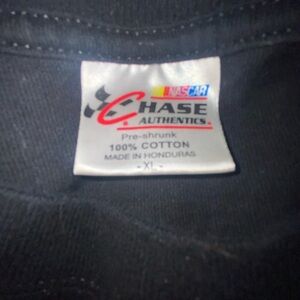 NASCAR
CHASE
AUTHENTICS.
Pre-shrunk
100% COTTON
MADE IN HONDURAS
- XL -